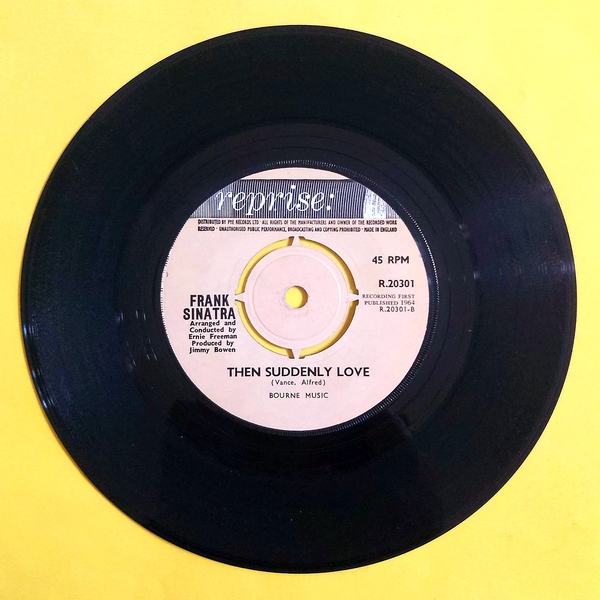 reprise:
DISTRIBUTED BY PYE RECORDS LTD · ALL RIGHTS OF THE MANUFACTURERS AND OWNER OF THE RECORDED WORK
RESERVED · UNAUTHORISED PUBLIC PERFORMANCE, BROADCASTING AND COPYING PROHIBITED · MADE IN ENGLAND
45 RPM
R.20301
RECORDING FIRST
PUBLISHED 1964
R.20301-B
FRANK
SINATRA
Arranged and
Conducted by
Ernie Freeman
Produced by
Jimmy Bowen
THEN SUDDENLY LOVE
(Vance, Alfred)
BOURNE MUSIC